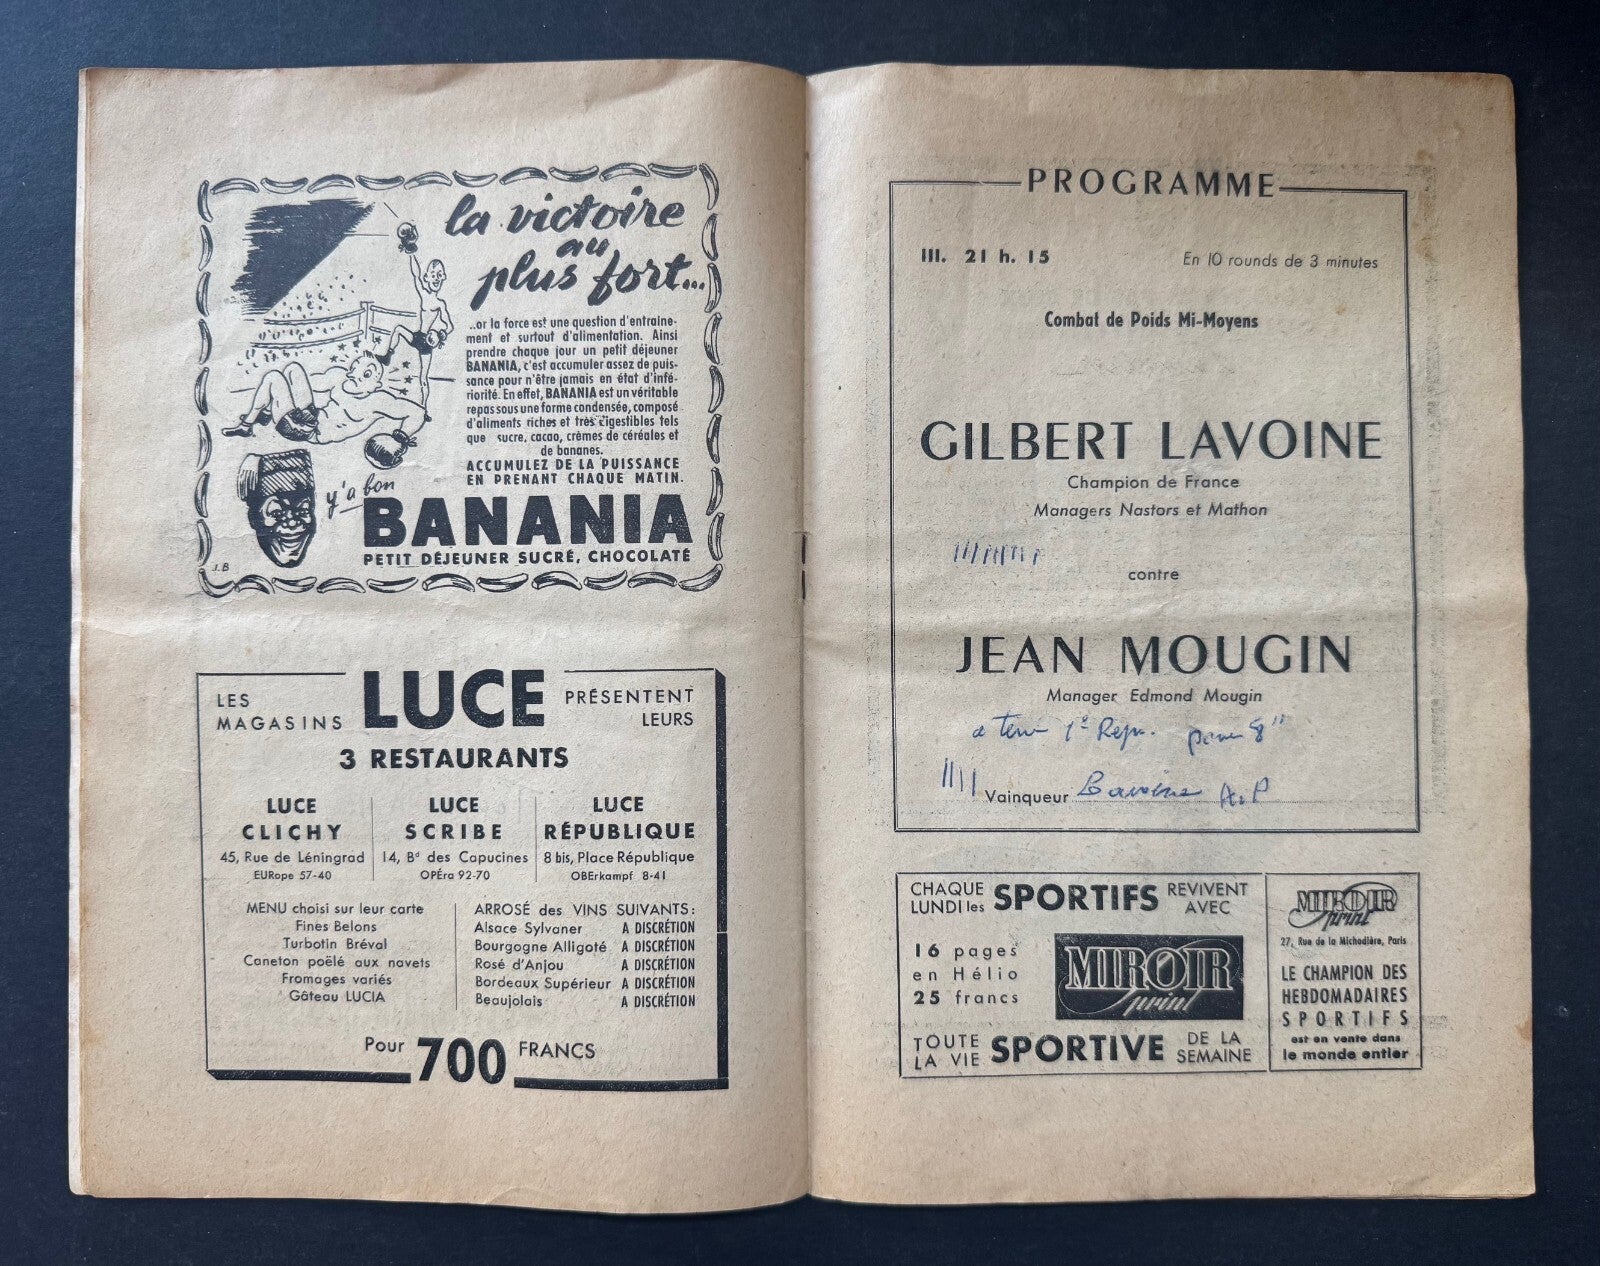 la victoire
au
plus fort...
..or la force est une question d'entraine-
ment et surtout d'alimentation. Ainsi
prendre chaque jour un petit déjeuner
BANANIA, c'est accumuler assez de puis-
sance pour n'être jamais en état d'infé-
riorité. En effet, BANANIA est un véritable
repas sous une forme condensée, composé
d'aliments riches et très digestibles tels
que sucre, cacao, crèmes de céréales et
de bananes.
ACCUMULEZ DE LA PUISSANCE
EN PRENANT CHAQUE MATIN.
y'a bon
BANANIA
PETIT DÉJEUNER SUCRÉ, CHOCOLATÉ
J.B
LES MAGASINS LUCE PRÉSENTENT LEURS
3 RESTAURANTS
LUCE CLICHY
45, Rue de Léningrad
EURope 57-40
LUCE SCRIBE
14, Bd des Capucines
OPÉra 92-70
LUCE RÉPUBLIQUE
8 bis, Place République
OBErkampf 8-41
MENU choisi sur leur carte
Fines Belons
Turbotin Bréval
Caneton poëlé aux navets
Fromages variés
Gâteau LUCIA
ARROSÉ des VINS SUIVANTS :
Alsace Sylvaner A DISCRÉTION
Bourgogne Alligoté A DISCRÉTION
Rosé d'Anjou A DISCRÉTION
Bordeaux Supérieur A DISCRÉTION
Beaujolais A DISCRÉTION
Pour 700 FRANCS
PROGRAMME
III. 21 h. 15 En 10 rounds de 3 minutes
Combat de Poids Mi-Moyens
GILBERT LAVOINE
Champion de France
Managers Nastors et Mathon
contre
JEAN MOUGIN
Manager Edmond Mougin
8"
Vainqueur Lavoine A.P
CHAQUE LUNDI les SPORTIFS REVIVENT AVEC
16 pages
en Hélio
25 francs
MIROIR
sprint
TOUTE LA VIE SPORTIVE DE LA SEMAINE
MIROIR
sprint
27, Rue de la Michodière, Paris
LE CHAMPION DES
HEBDOMADAIRES
SPORTIFS
est en vente dans
le monde entier